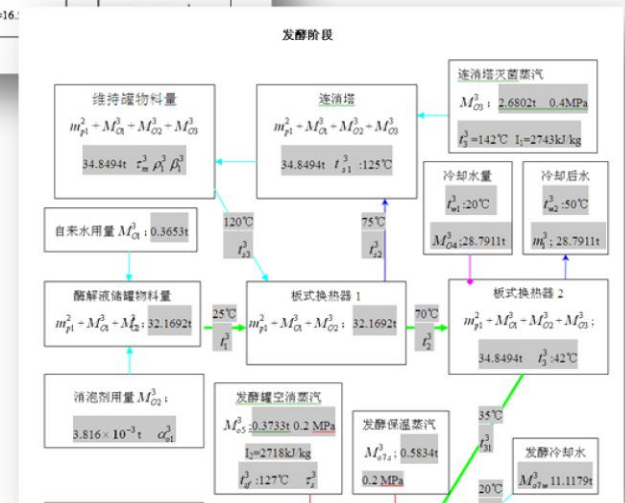 =16.
发酵阶段
维持罐物料量
m²p1 + M³O1 + M³O2 + M³O3
34.8494t τ³m ρ³1 β³1
连消塔
m²p1 + M³O1 + M³O2 + M³O3
34.8494t t³s1 :125℃
连消塔灭菌蒸汽
M³O3 ; 2.6802t 0.4MPa
t³3 =142℃ I₁=2743kJ/kg
冷却水量
t³w1 :20℃
M³O4 ;28.7911t
冷却后水
t³w2 :50℃
m³1 ; 28.7911t
自来水用量 M³O1 ; 0.3653t
120℃
t³s3
75℃
t³s2
酶解液储罐物料量
m²p1 + M³O1 + M³O2; 32.1692t
25℃
t³1
板式换热器 1
m²p1 + M³O1 + M³O2 ; 32.1692t
70℃
t³2
板式换热器 2
m²p1 + M³O1 + M³O2 + M³O3 ;
34.8494t t³3 :42℃
消泡剂用量 M³O2 ;
3.816×10⁻³t α³o1
发酵罐空消蒸汽
M³o5 ;0.3733t 0.2 MPa
I₂=2718kJ/kg
:127℃
发酵保温蒸汽
M³o7s ; 0.5834t
0.2 MPa
35℃
t³31
20℃
发酵冷却水
M³o7w 11.1179t